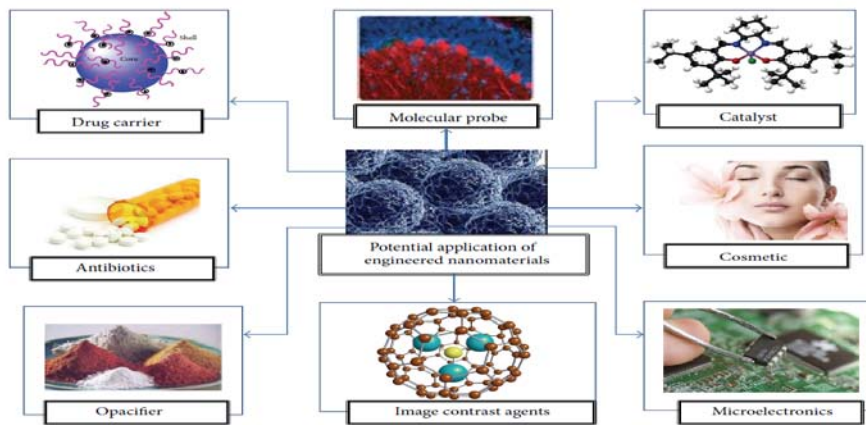 Shell
Core
Drug carrier
Molecular probe
Catalyst
Antibiotics
Potential application of
engineered nanomaterials
Cosmetic
Opacifier
Image contrast agents
Microelectronics